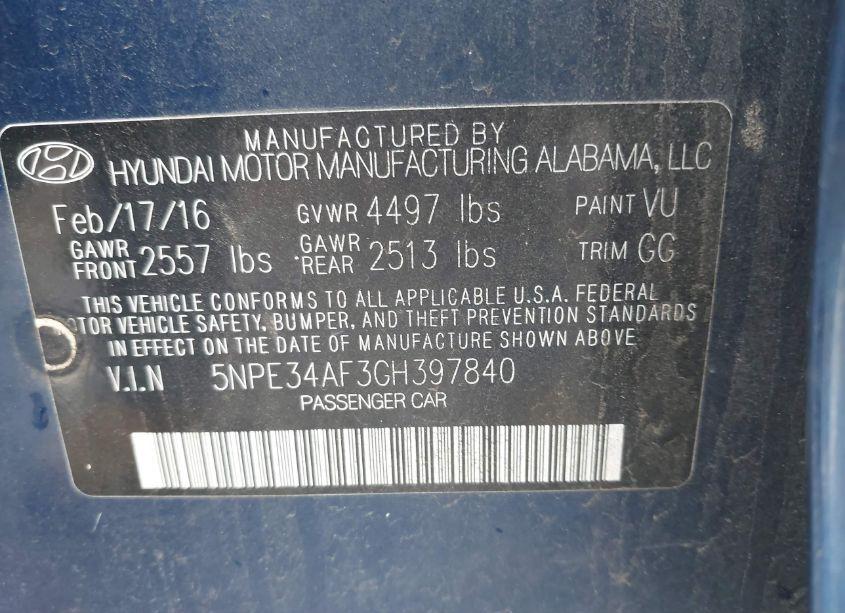 MANUFACTURED BY
HYUNDAI MOTOR MANUFACTURING ALABAMA, LLC
Feb/17/16 GVWR 4497 lbs PAINT VU
GAWR FRONT 2557 lbs GAWR REAR 2513 lbs TRIM GG
THIS VEHICLE CONFORMS TO ALL APPLICABLE U.S.A. FEDERAL
MOTOR VEHICLE SAFETY, BUMPER, AND THEFT PREVENTION STANDARDS
IN EFFECT ON THE DATE OF MANUFACTURE SHOWN ABOVE
V.I.N 5NPE34AF3GH397840
PASSENGER CAR